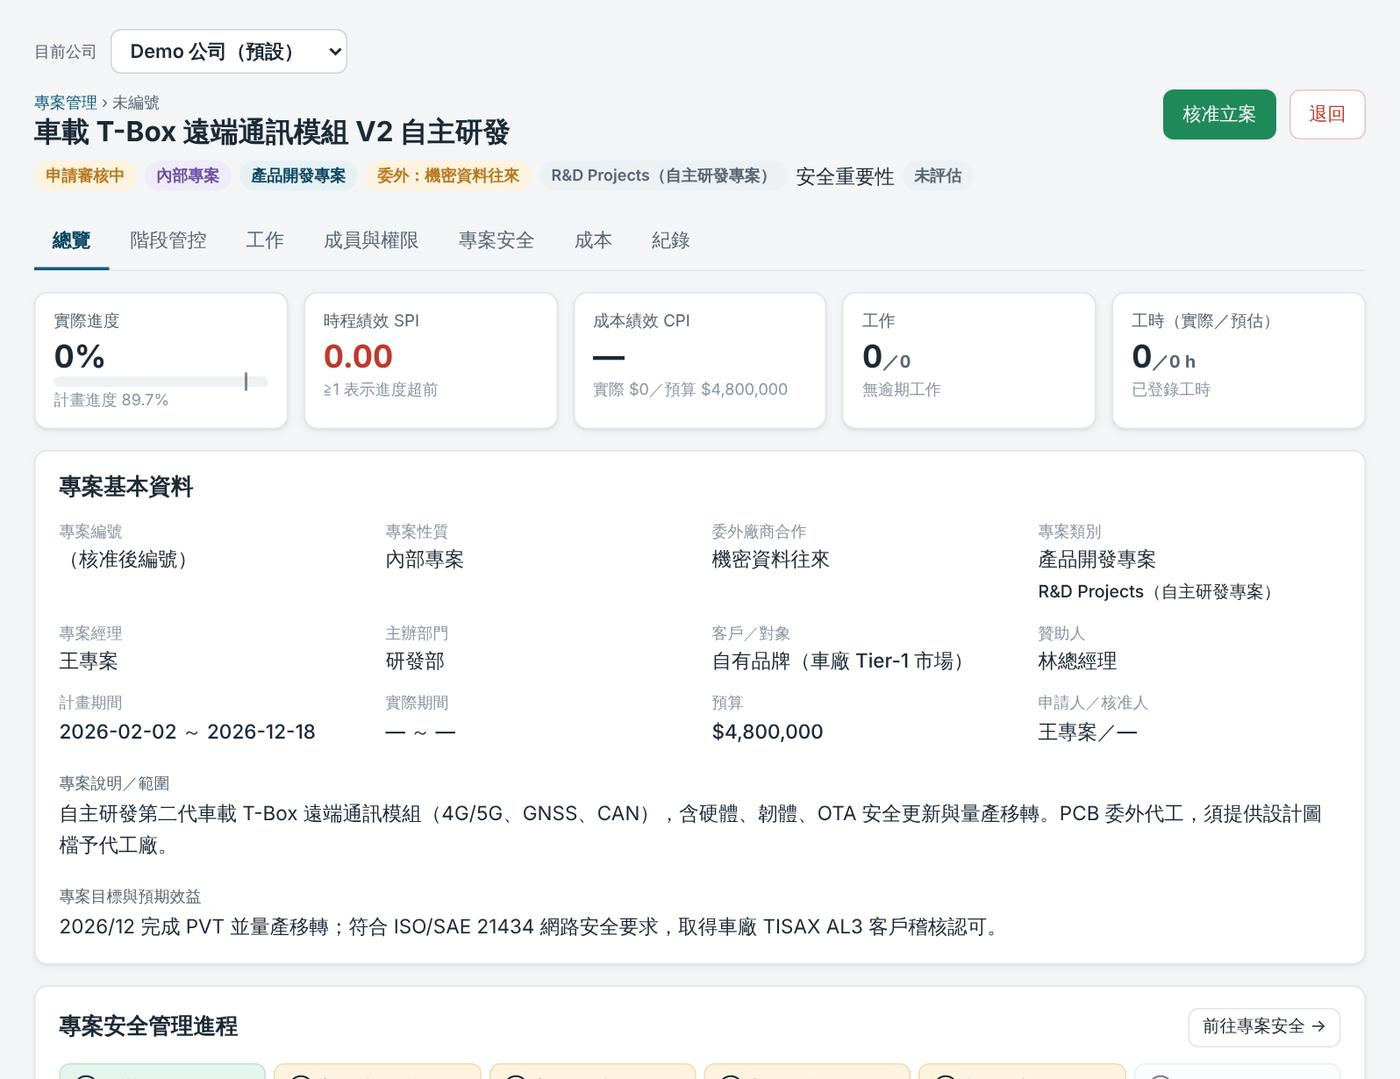 目前公司 Demo 公司（預設）
專案管理 › 未編號
車載 T-Box 遠端通訊模組 V2 自主研發
核准立案 退回
申請審核中 內部專案 產品開發專案 委外：機密資料往來 R&D Projects（自主研發專案） 安全重要性 未評估
總覽 階段管控 工作 成員與權限 專案安全 成本 紀錄
實際進度 時程績效 SPI 成本績效 CPI 工作 工時（實際／預估）
0% 0.00 — 0／0 0／0 h
計畫進度 89.7% ≧1 表示進度超前 實際 $0／預算 $4,800,000 無逾期工作 已登錄工時
專案基本資料
專案編號 專案性質 委外廠商合作 專案類別
（核准後編號） 內部專案 機密資料往來 產品開發專案
R&D Projects（自主研發專案）
專案經理 主辦部門 客戶／對象 贊助人
王專案 研發部 自有品牌（車廠 Tier-1 市場） 林總經理
計畫期間 實際期間 預算 申請人／核准人
2026-02-02 ～ 2026-12-18 — ～ — $4,800,000 王專案／—
專案說明／範圍
自主研發第二代車載 T-Box 遠端通訊模組（4G/5G、GNSS、CAN），含硬體、韌體、OTA 安全更新與量產移轉。PCB 委外代工，須提供設計圖
檔予代工廠。
專案目標與預期效益
2026/12 完成 PVT 並量產移轉；符合 ISO/SAE 21434 網路安全要求，取得車廠 TISAX AL3 客戶稽核認可。
專案安全管理進程 前往專案安全 →